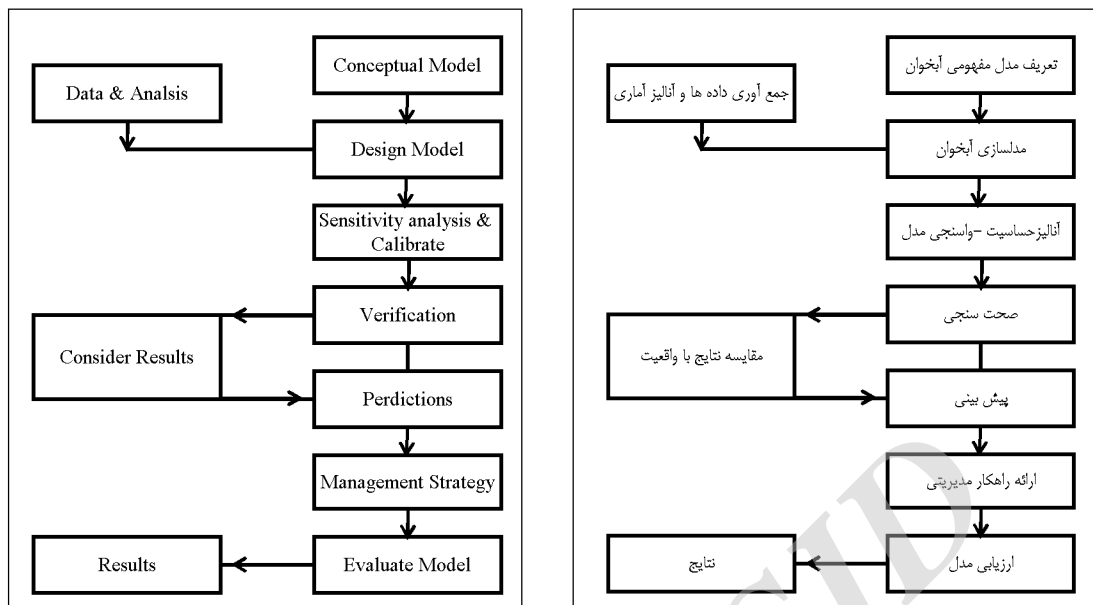 Conceptual Model
Data & Analsis
Design Model
Sensitivity analysis &
Calibrate
Verification
Consider Results
Perdictions
Management Strategy
Results
Evaluate Model
تعریف مدل مفهومی آبخوان
جمع آوری داده ها و آنالیز آماری
مدلسازی آبخوان
آنالیزحساسیت –واسنجی مدل
صحت سنجی
مقایسه نتایج با واقعیت
پیش بینی
ارائه راهکار مدیریتی
ارزیابی مدل
نتایج